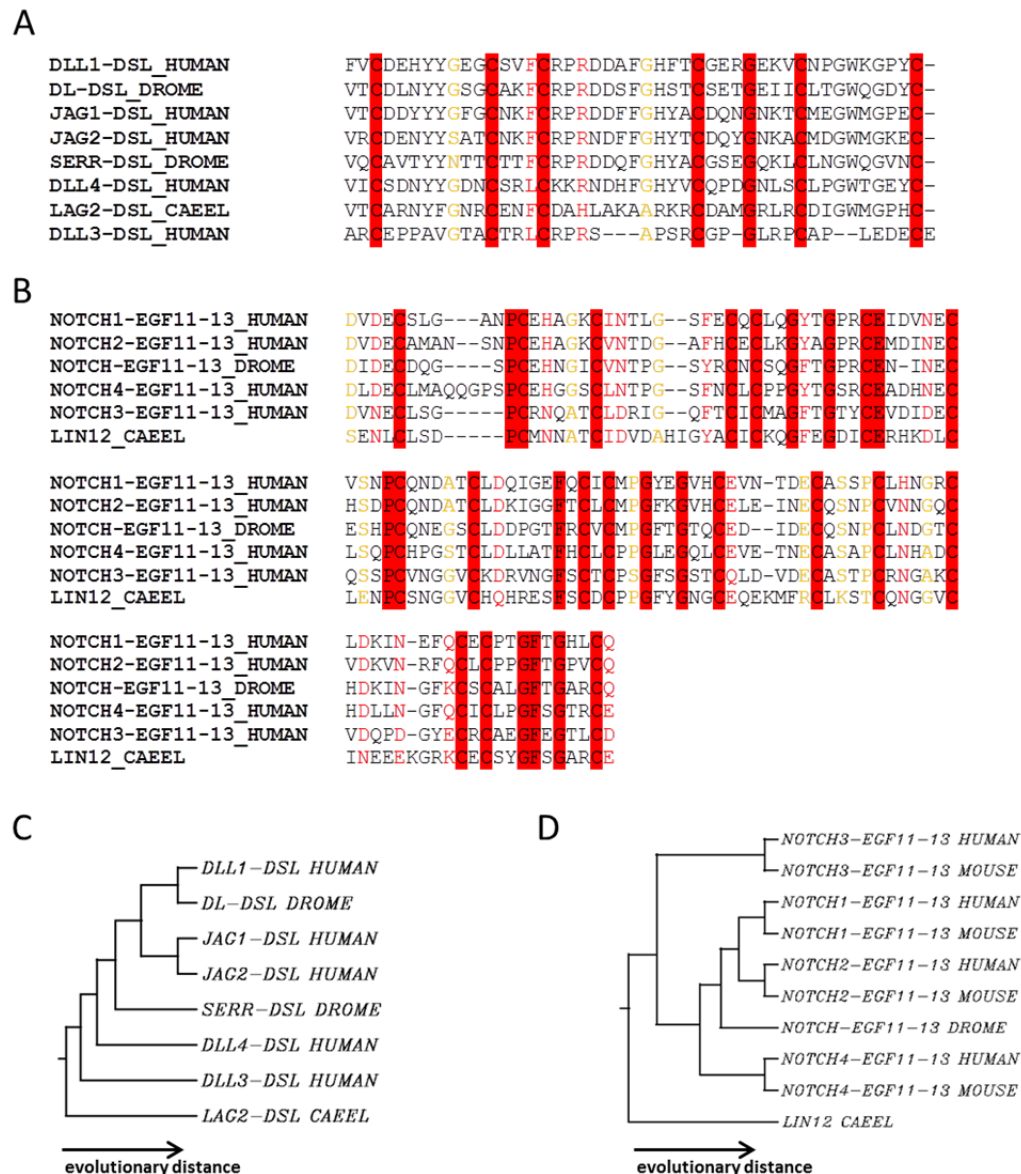 A
DLL1-DSL_HUMAN FVCDEHYYGEGCSVFCRPRDDAFGHFTCGERGEKVCNPGWKGPYC-
DL-DSL_DROME VTCDLNYYGSGCAKFCRPRDDSFGHSTCSETGEIICLTGWQGDYC-
JAG1-DSL_HUMAN VTCDDYYYGFGCNKFCRPRDDFFGHYACDQNGNKTCMEGWMGPEC-
JAG2-DSL_HUMAN VRCDENYYSATCNKFCRPRNDFFGHYTCDQYGNKACMDGWMGKEC-
SERR-DSL_DROME VQCAVTYYNTTCTTFCRPRDDQFGHYACGSEGQKLCLNGWQGVNC-
DLL4-DSL_HUMAN VICSDNYYGDNCSRLCKKRNDHFGHYVCQPDGNLSCLPGWTGEYC-
LAG2-DSL_CAEEL VTCARNYFGNRCENFCDAHLAKAARKRCDAMGRLRCDIGWMGPHC-
DLL3-DSL_HUMAN ARCEPPAVGTACTRLCRPRS---APSRCGP-GLRPCAP--LEDECE
B
NOTCH1-EGF11-13_HUMAN DVDECSLG---ANPCEHAGKCINTLG--SFECQCLQGYTGPRCEIDVNEC
NOTCH2-EGF11-13_HUMAN DVDECAMAN--SNPCEHAGKCVNTDG--AFHCECLKGYAGPRCEMDINEC
NOTCH-EGF11-13_DROME DIDECDQG---SPCEHNGICVNTPG--SYRCNCSQGFTGPRCEN-INEC
NOTCH4-EGF11-13_HUMAN DLDECLMAQQGPSPCEHGGSCLNTPG--SFNCLCPPGYTGSRCEADHNEC
NOTCH3-EGF11-13_HUMAN DVNECLSG-----PCRNQATCLDRIG--QFTCICMAGFTGTYCEVDIDEC
LIN12_CAEEL SENLCLSD-----PCMNNATCIDVDAHIGYACICKQGFEGDICERHKDLC
NOTCH1-EGF11-13_HUMAN VSNPCQNDATCLDQIGEFQCICMPGYEGVHCEVN-TDECASSPCLHNGRC
NOTCH2-EGF11-13_HUMAN HSDPCQNDATCLDKIGGFTCLCMPGFKGVHCELE-INECQSNPCVNNGQC
NOTCH-EGF11-13_DROME ESHPCQNEGSCLDDPGTFRCVCMPGFTGTQCED--IDECQSNPCLNDGTC
NOTCH4-EGF11-13_HUMAN LSQPCHPGSTCLDLLATFHCLCPPGLEGQLCEVE-TNECASAPCLNHADC
NOTCH3-EGF11-13_HUMAN QSSPCVNGGVCKDRVNGFSCTCPSGFSGSTCQLD-VDECASTPCRNGAKC
LIN12_CAEEL LENPCSNGGVCHQHRESFSCDCPPGFYGNGCEQEKMFRCLKSTCQNGGVC
NOTCH1-EGF11-13_HUMAN LDKIN-EFQCECPTGFTGHLCQ
NOTCH2-EGF11-13_HUMAN VDKVN-RFQCLCPPGFTGPVCQ
NOTCH-EGF11-13_DROME HDKIN-GFKCSCALGFTGARCQ
NOTCH4-EGF11-13_HUMAN HDLLN-GFQCICLPGFSGTRCE
NOTCH3-EGF11-13_HUMAN VDQPD-GYECRCAEGFEGTLCD
LIN12_CAEEL INEEEKGRKCECSYGFSGARCE
C
DLL1-DSL HUMAN
DL-DSL DROME
JAG1-DSL HUMAN
JAG2-DSL HUMAN
SERR-DSL DROME
DLL4-DSL HUMAN
DLL3-DSL HUMAN
LAG2-DSL CAEEL
evolutionary distance
D
NOTCH3-EGF11-13 HUMAN
NOTCH3-EGF11-13 MOUSE
NOTCH1-EGF11-13 HUMAN
NOTCH1-EGF11-13 MOUSE
NOTCH2-EGF11-13 HUMAN
NOTCH2-EGF11-13 MOUSE
NOTCH-EGF11-13 DROME
NOTCH4-EGF11-13 HUMAN
NOTCH4-EGF11-13 MOUSE
LIN12 CAEEL
evolutionary distance